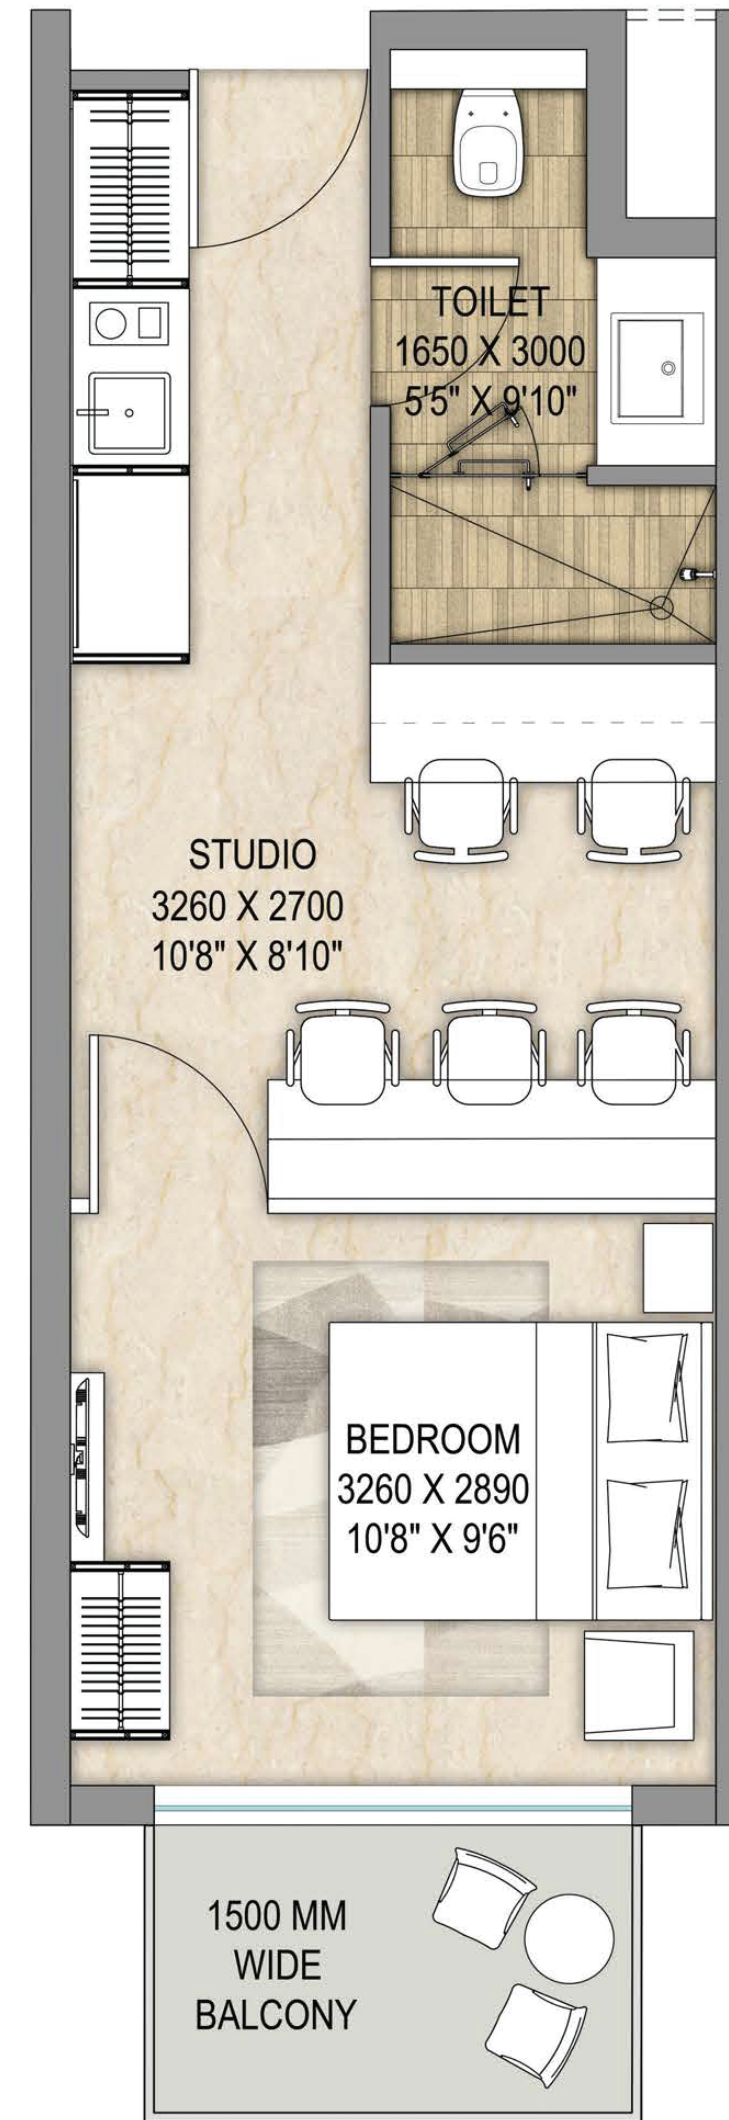 TOILET
1650 X 3000
5'5" X 9'10"
STUDIO
3260 X 2700
10'8" X 8'10"
BEDROOM
3260 X 2890
10'8" X 9'6"
1500 MM
WIDE
BALCONY